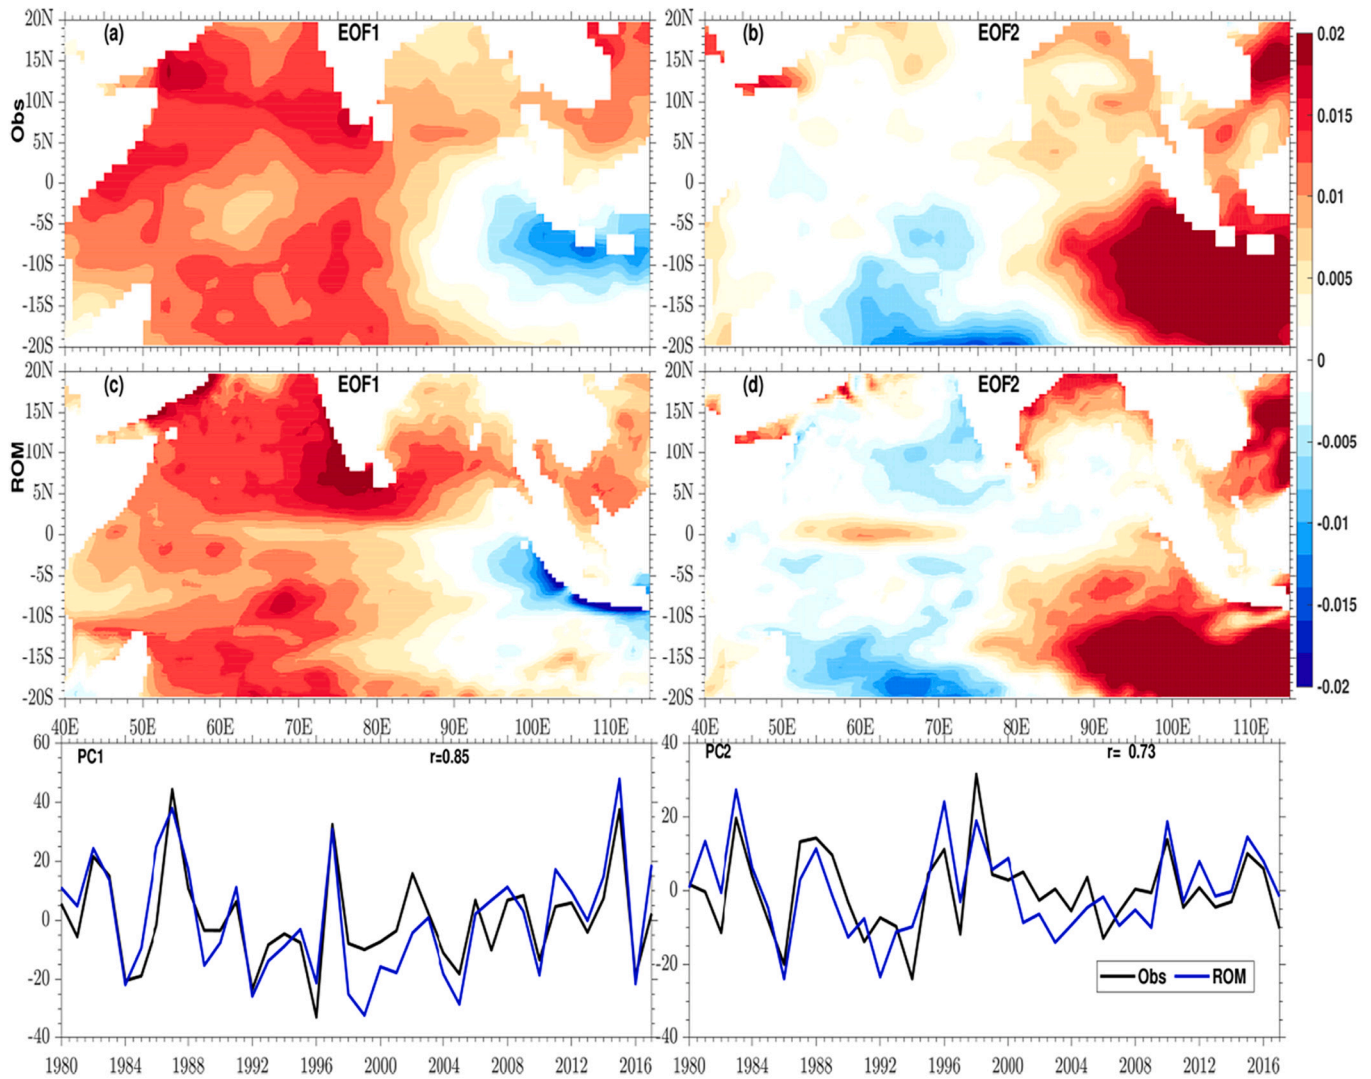 20N
15N
10N
5N
0
-5S
-10S
-15S
-20S
Obs
(a)
EOF1
(b)
EOF2
0.02
0.015
0.01
0.005
0
-0.005
-0.01
-0.015
-0.02
20N
15N
10N
5N
0
-5S
-10S
-15S
-20S
ROM
(c)
EOF1
(d)
EOF2
40E 50E 60E 70E 80E 90E 100E 110E
40E 50E 60E 70E 80E 90E 100E 110E
60
40
20
0
-20
-40
PC1
r=0.85
1980 1984 1988 1992 1996 2000 2004 2008 2012 2016
40
20
0
-20
-40
PC2
r= 0.73
Obs ROM
1980 1984 1988 1992 1996 2000 2004 2008 2012 2016